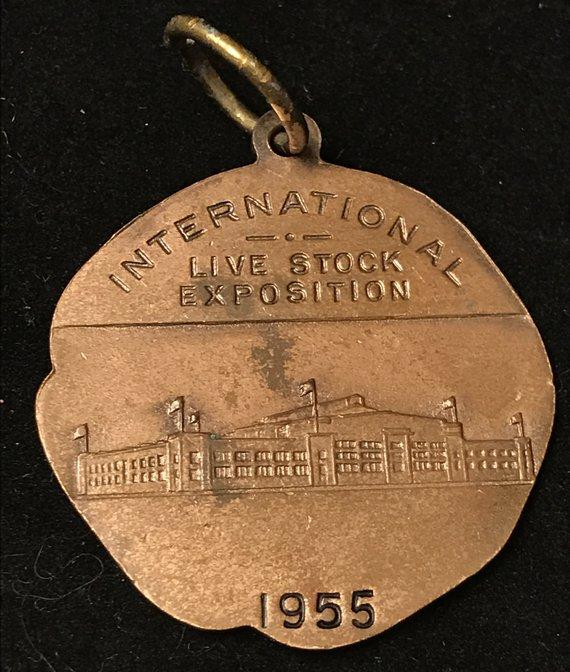 INTERNATIONAL
LIVE STOCK
EXPOSITION
1955